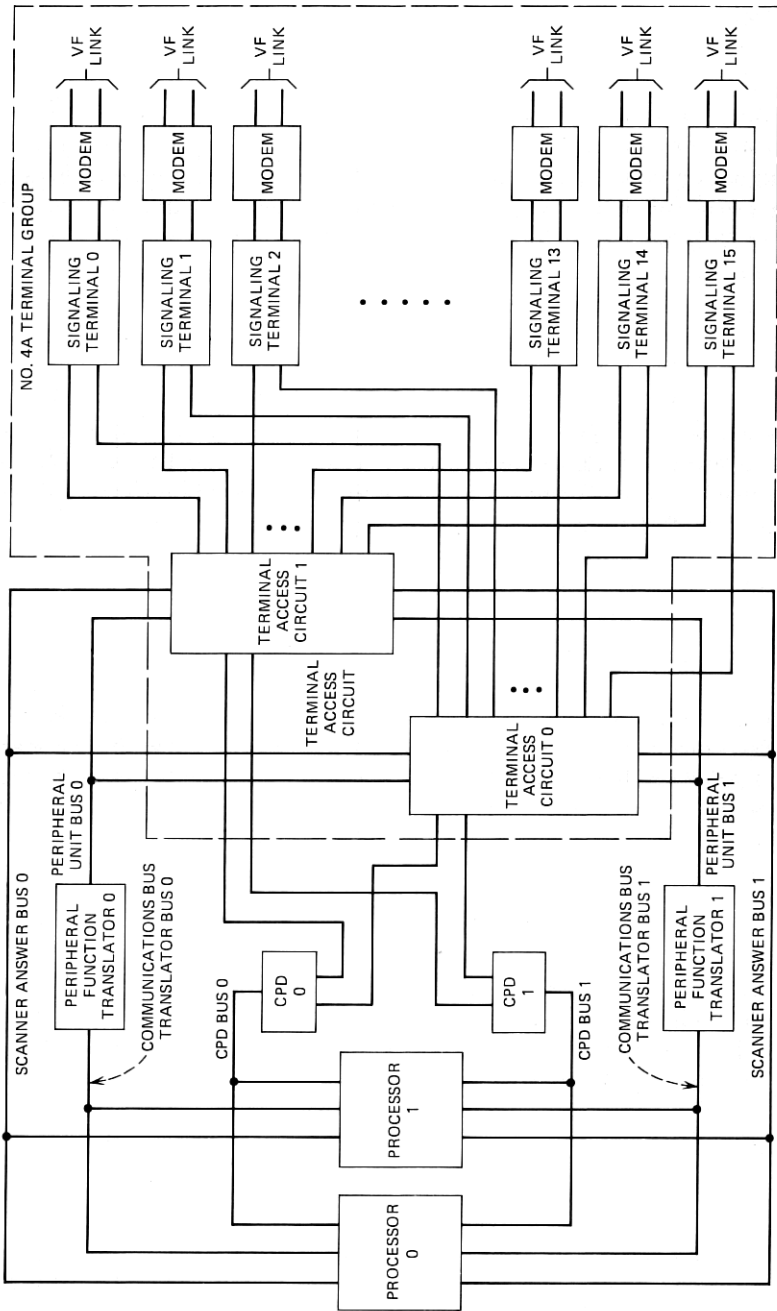 NO. 4A TERMINAL GROUP
SCANNER ANSWER BUS 0
PERIPHERAL
UNIT BUS 0
PERIPHERAL
FUNCTION
TRANSLATOR 0
COMMUNICATIONS BUS
TRANSLATOR BUS 0
CPD BUS 0
CPD
0
PROCESSOR
0
PROCESSOR
1
CPD
1
CPD BUS 1
COMMUNICATIONS BUS
TRANSLATOR BUS 1
PERIPHERAL
FUNCTION
TRANSLATOR 1
PERIPHERAL
UNIT BUS 1
SCANNER ANSWER BUS 1
TERMINAL
ACCESS
CIRCUIT 1
TERMINAL
ACCESS
CIRCUIT
TERMINAL
ACCESS
CIRCUIT 0
SIGNALING
TERMINAL 0
MODEM
VF
LINK
SIGNALING
TERMINAL 1
MODEM
VF
LINK
SIGNALING
TERMINAL 2
MODEM
VF
LINK
SIGNALING
TERMINAL 13
MODEM
VF
LINK
SIGNALING
TERMINAL 14
MODEM
VF
LINK
SIGNALING
TERMINAL 15
MODEM
VF
LINK